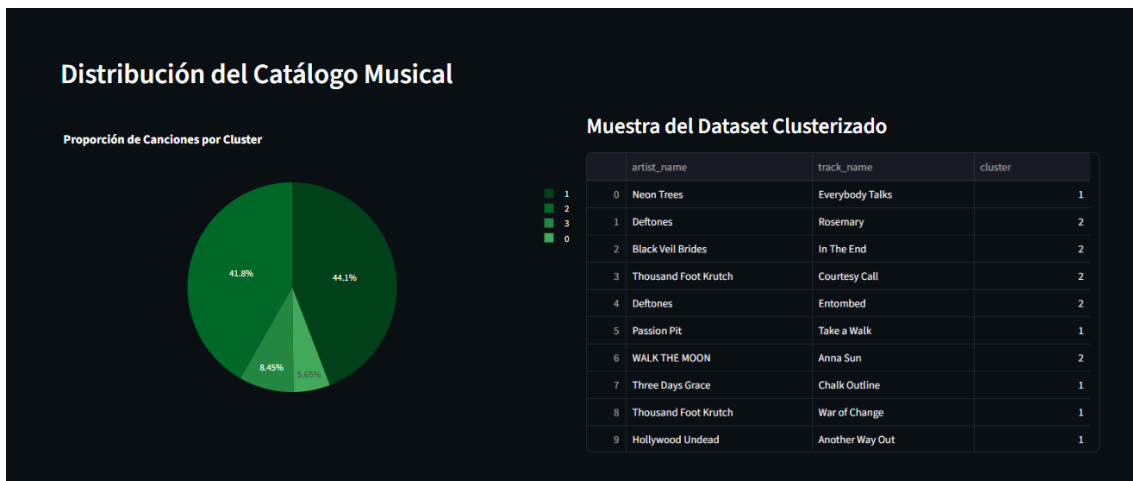 Distribución del Catálogo Musical
Proporción de Canciones por Cluster
41.8%
44.1%
8.45%
5.65%
1
2
3
0
Muestra del Dataset Clusterizado
artist_name track_name cluster
0 Neon Trees Everybody Talks 1
1 Deftones Rosemary 2
2 Black Veil Brides In The End 2
3 Thousand Foot Krutch Courtesy Call 2
4 Deftones Entombed 2
5 Passion Pit Take a Walk 1
6 WALK THE MOON Anna Sun 2
7 Three Days Grace Chalk Outline 1
8 Thousand Foot Krutch War of Change 1
9 Hollywood Undead Another Way Out 1